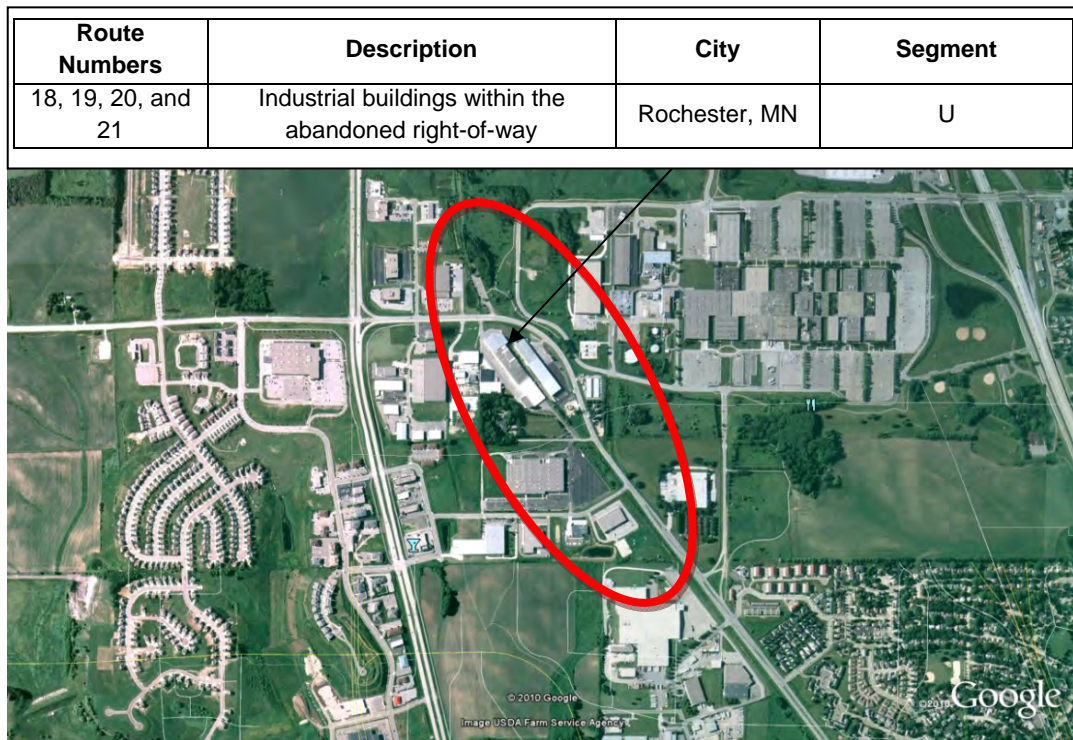 Route
Numbers
Description
City
Segment
18, 19, 20, and
21
Industrial buildings within the
abandoned right-of-way
Rochester, MN
U
© 2010 Google
Image USDA Farm Service Agency
©2010 Google